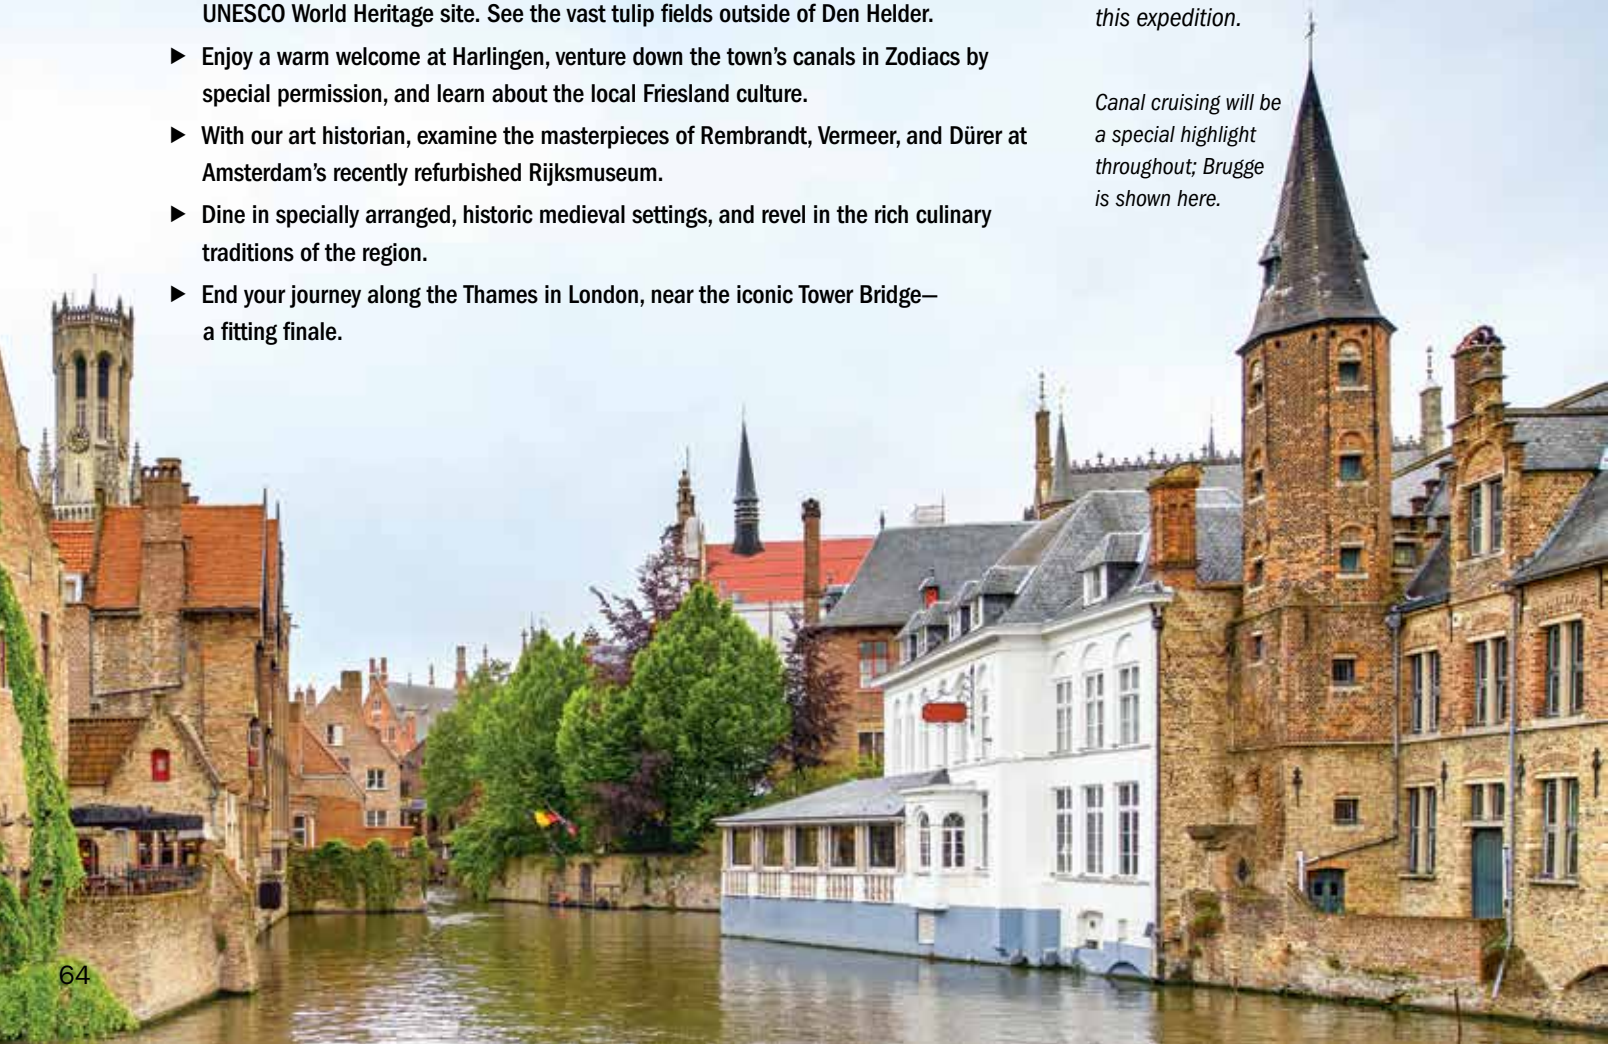 UNESCO World Heritage site. See the vast tulip fields outside of Den Helder.
▶ Enjoy a warm welcome at Harlingen, venture down the town’s canals in Zodiacs by
special permission, and learn about the local Friesland culture.
▶ With our art historian, examine the masterpieces of Rembrandt, Vermeer, and Dürer at
Amsterdam’s recently refurbished Rijksmuseum.
▶ Dine in specially arranged, historic medieval settings, and revel in the rich culinary
traditions of the region.
▶ End your journey along the Thames in London, near the iconic Tower Bridge—
a fitting finale.
this expedition.
Canal cruising will be
a special highlight
throughout; Brugge
is shown here.
64